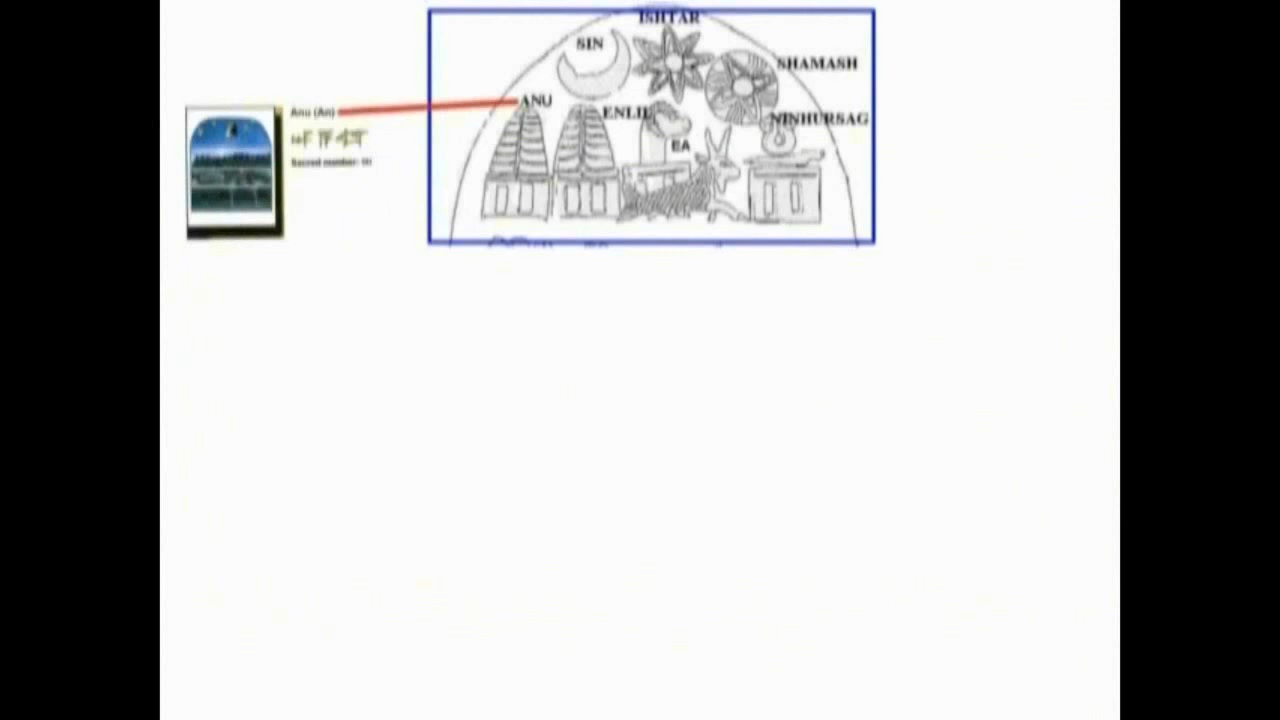 ISHTAR
SIN
SHAMASH
ANU
ENLIL
NINHURSAG
EA
Anu (An)
Sacred number: